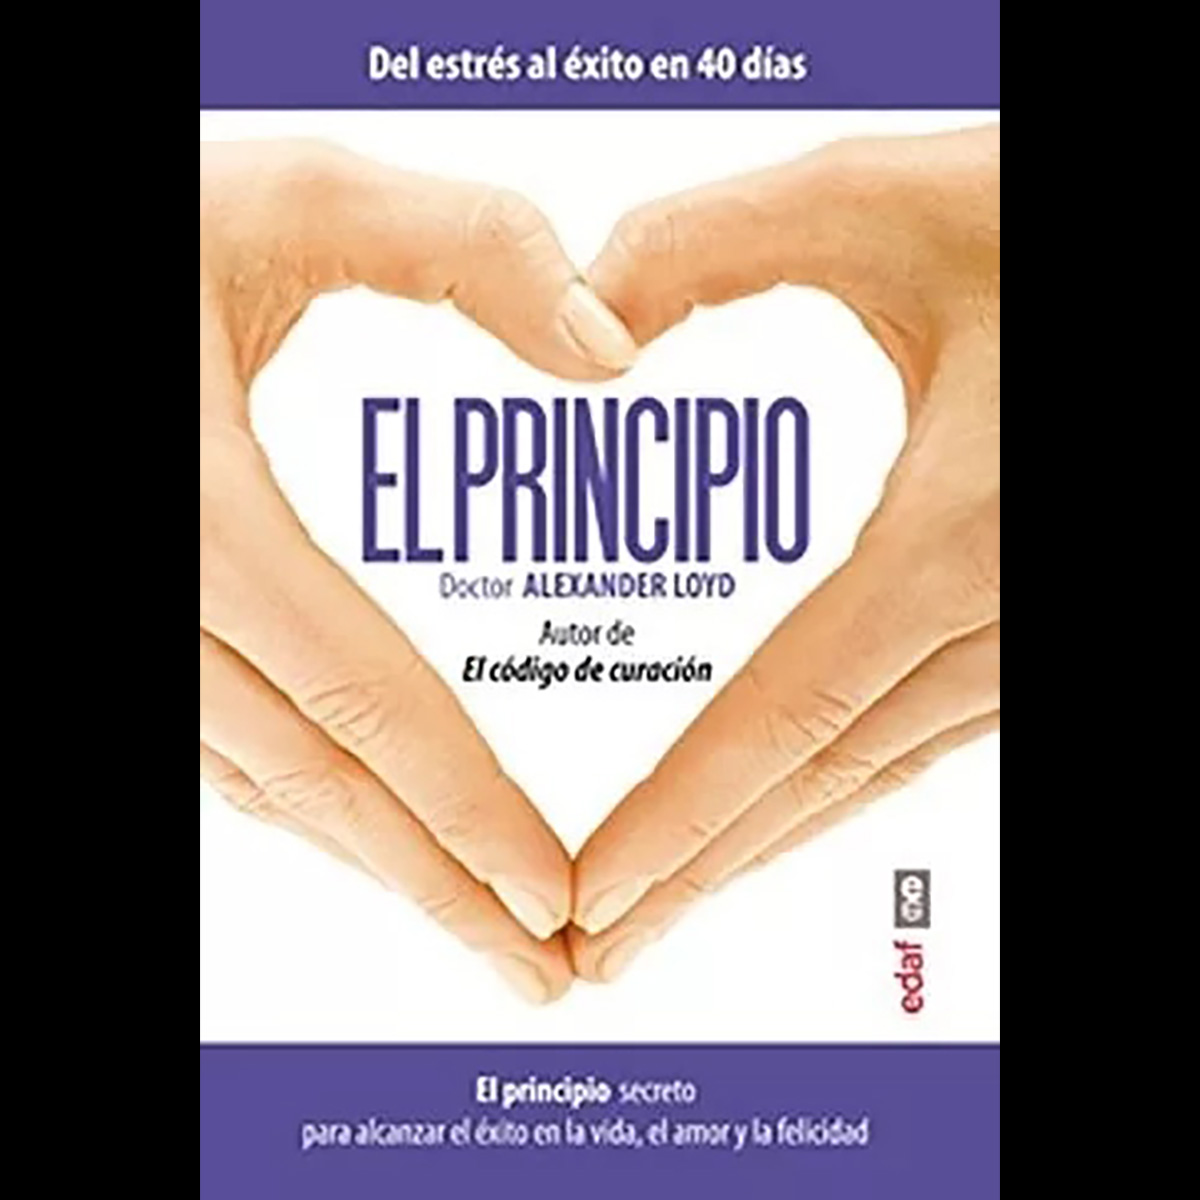 Del estrés al éxito en 40 días
EL PRINCIPIO
Doctor ALEXANDER LOYD
Autor de
El código de curación
edaf
El principio secreto
para alcanzar el éxito en la vida, el amor y la felicidad